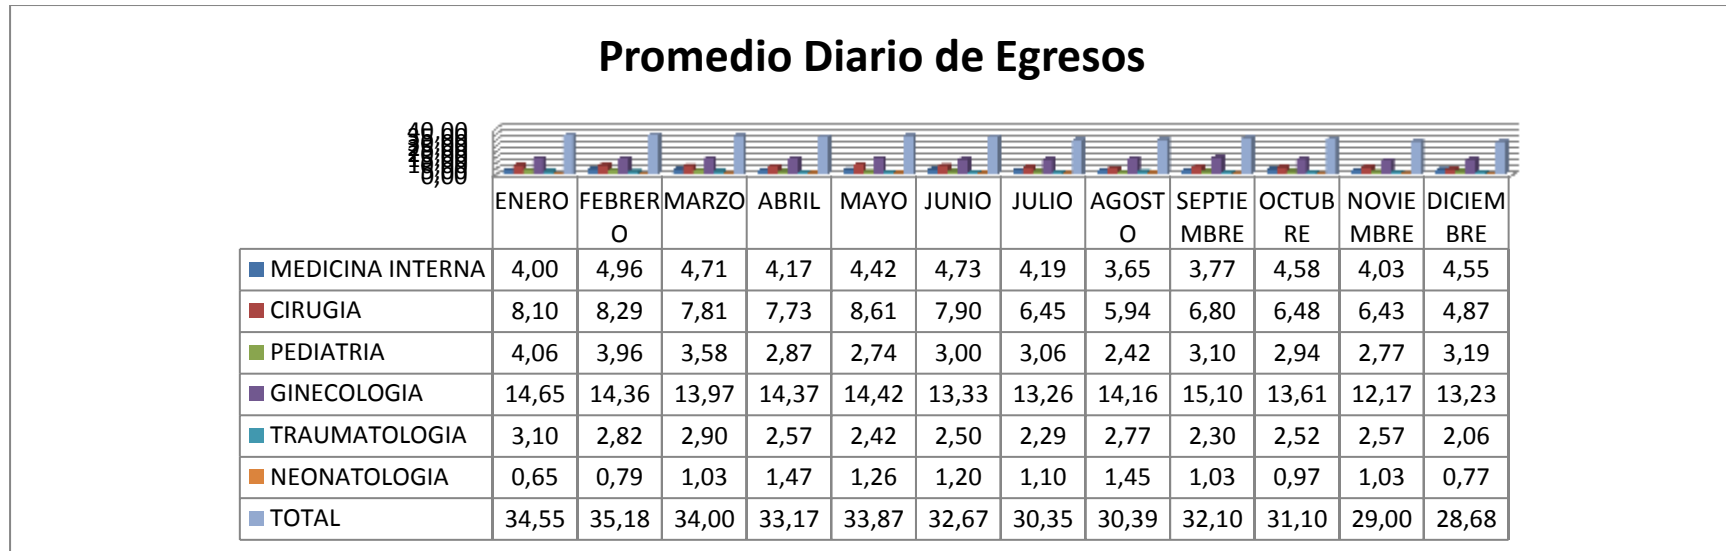 Promedio Diario de Egresos
40,00
0,00
ENERO FEBRERO MARZO ABRIL MAYO JUNIO JULIO AGOSTO SEPTIEMBRE OCTUBRE NOVIEMBRE DICIEMBRE
MEDICINA INTERNA 4,00 4,96 4,71 4,17 4,42 4,73 4,19 3,65 3,77 4,58 4,03 4,55
CIRUGIA 8,10 8,29 7,81 7,73 8,61 7,90 6,45 5,94 6,80 6,48 6,43 4,87
PEDIATRIA 4,06 3,96 3,58 2,87 2,74 3,00 3,06 2,42 3,10 2,94 2,77 3,19
GINECOLOGIA 14,65 14,36 13,97 14,37 14,42 13,33 13,26 14,16 15,10 13,61 12,17 13,23
TRAUMATOLOGIA 3,10 2,82 2,90 2,57 2,42 2,50 2,29 2,77 2,30 2,52 2,57 2,06
NEONATOLOGIA 0,65 0,79 1,03 1,47 1,26 1,20 1,10 1,45 1,03 0,97 1,03 0,77
TOTAL 34,55 35,18 34,00 33,17 33,87 32,67 30,35 30,39 32,10 31,10 29,00 28,68